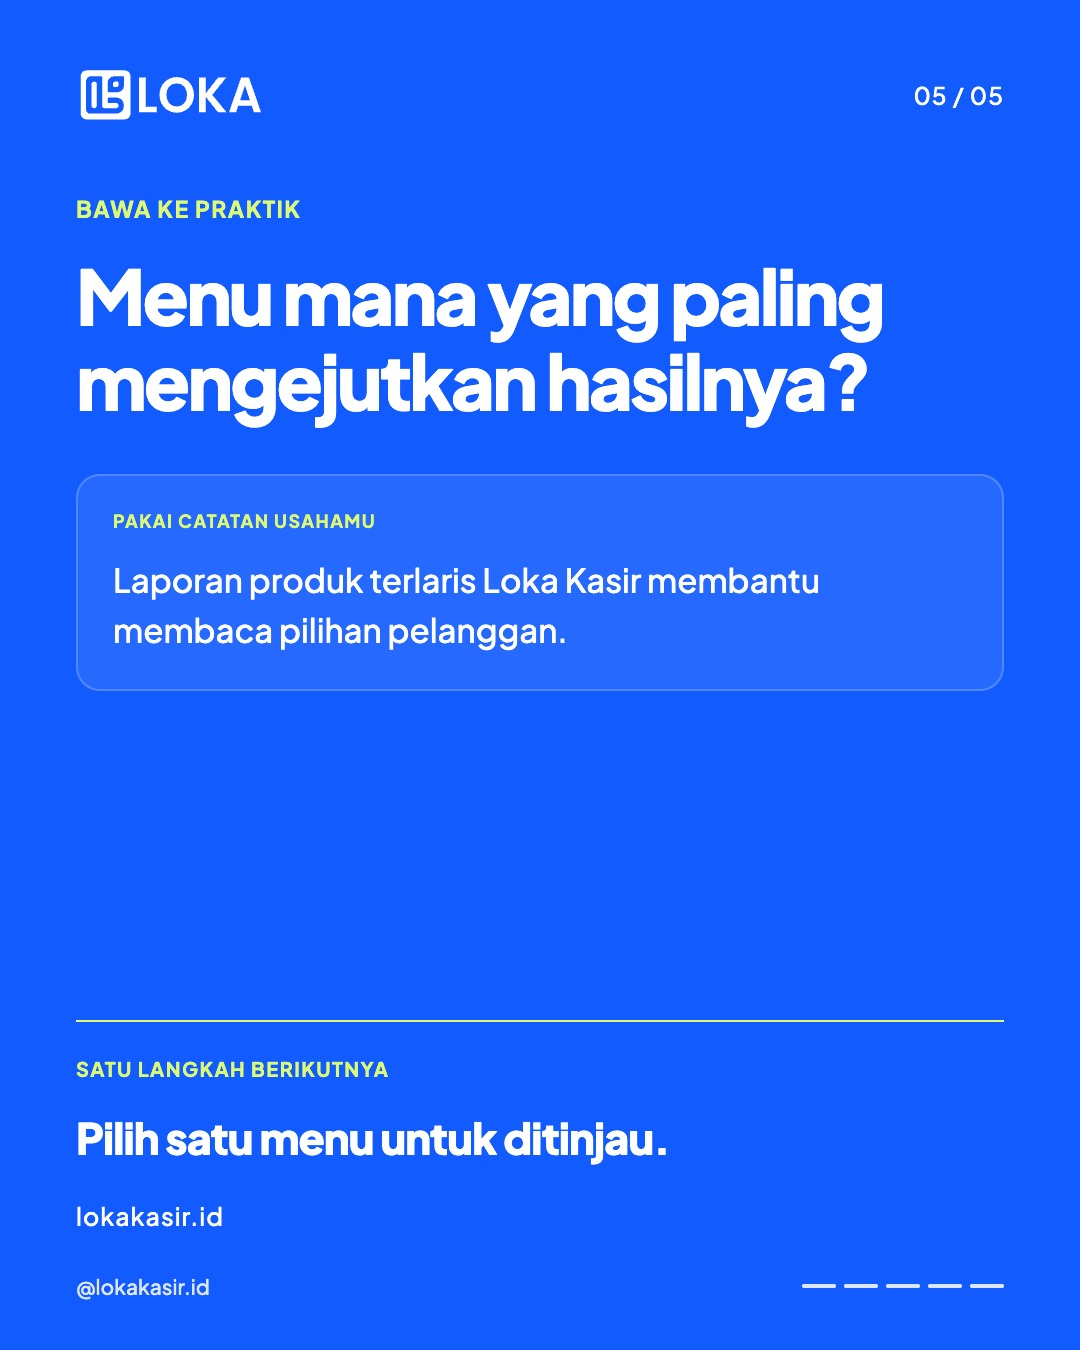 LOKA
05 / 05
BAWA KE PRAKTIK
Menu mana yang paling
mengejutkan hasilnya?
PAKAI CATATAN USAHAMU
Laporan produk terlaris Loka Kasir membantu
membaca pilihan pelanggan.
SATU LANGKAH BERIKUTNYA
Pilih satu menu untuk ditinjau.
lokakasir.id
@lokakasir.id